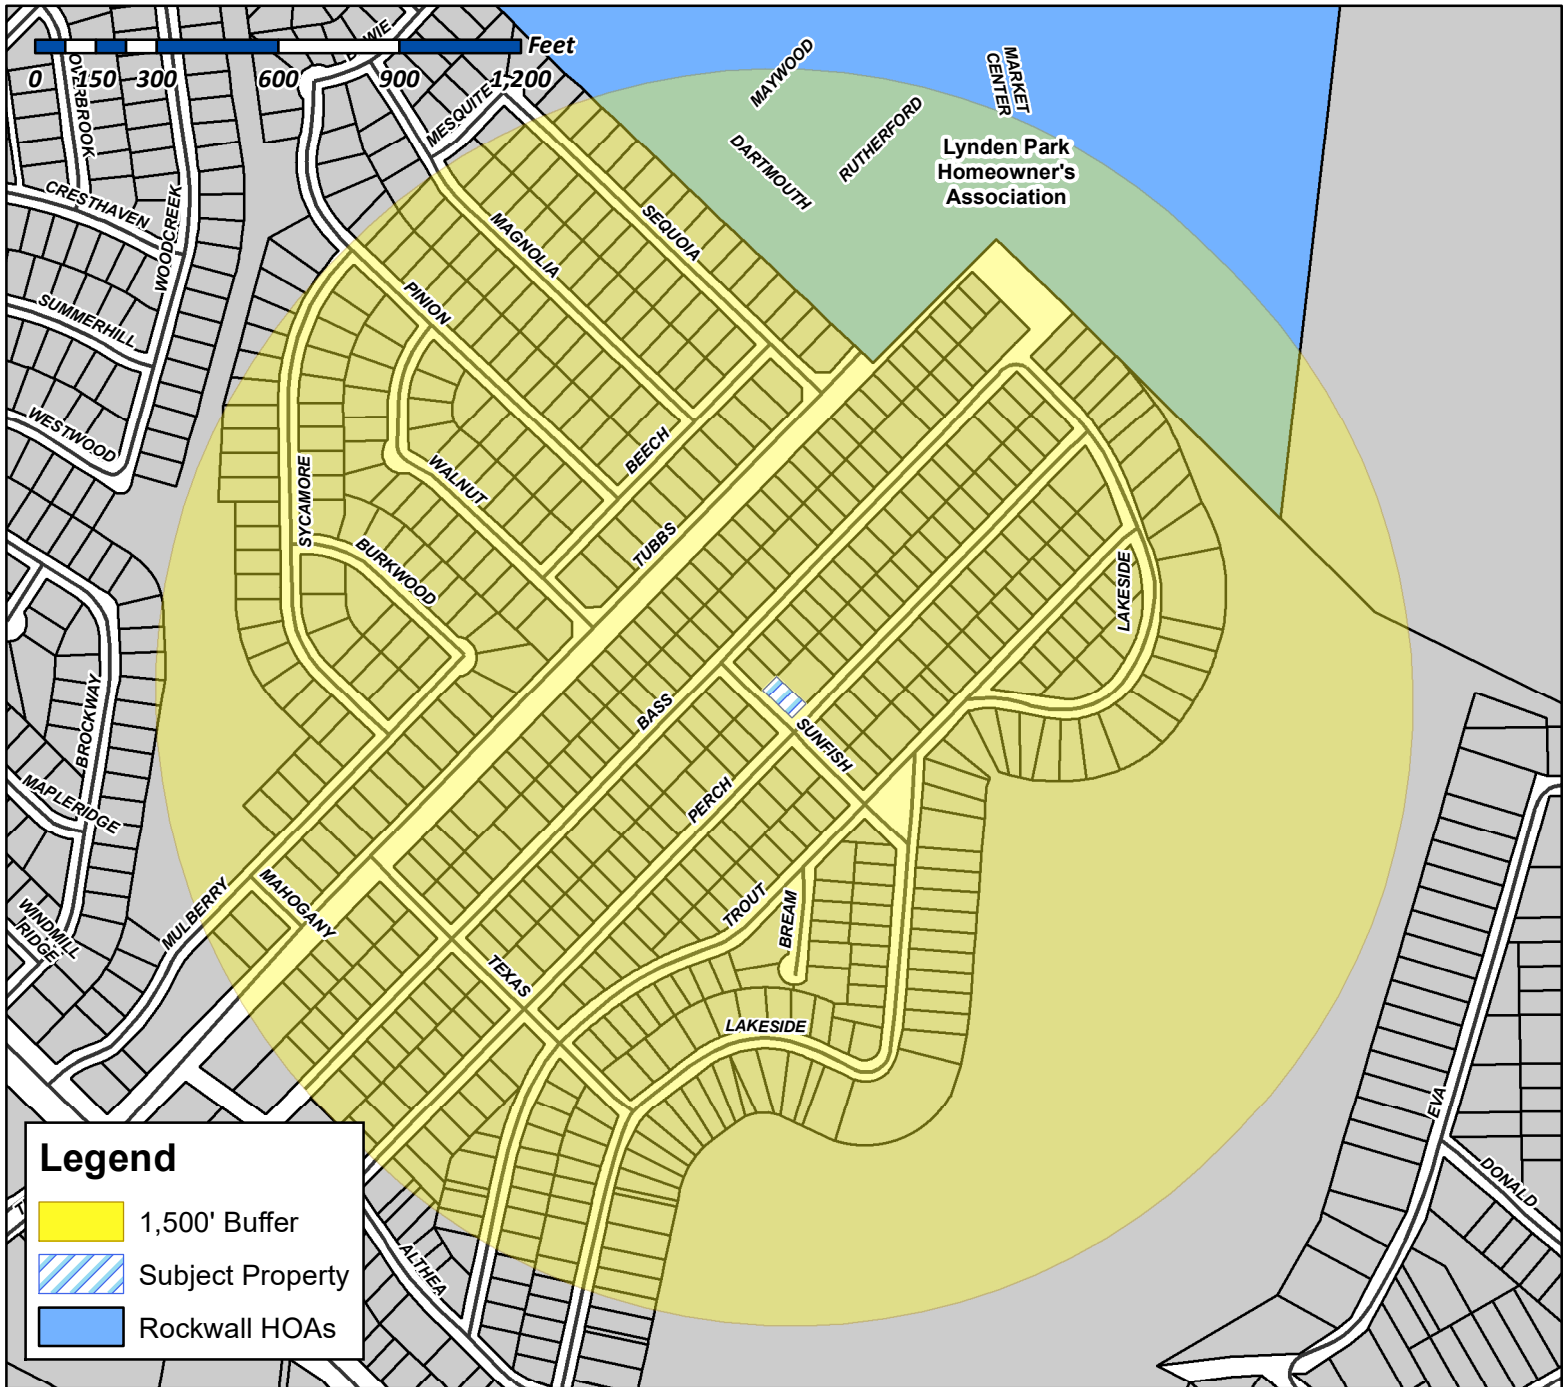 Feet
0 150 300 600 900 1,200
MESQUITE
MAYWOOD
MARKET
CENTER
RUTHERFORD
DARTMOUTH
Lynden Park
Homeowner's
Association
CRESTHAVEN
WOODCREEK
SUMMERHILL
WESTWOOD
SEQUOIA
MAGNOLIA
PINION
BEECH
WALNUT
SYCAMORE
BURKWOOD
TUBBS
LAKESIDE
BROCKWAY
MAPLERIDGE
BASS
SUNFISH
PERCH
TROUT
BREAM
MULBERRY
MAHOGANY
WINDMILL
RIDGE
TEXAS
LAKESIDE
EVA
DONALD
ALTHEA
Legend
1,500' Buffer
Subject Property
Rockwall HOAs